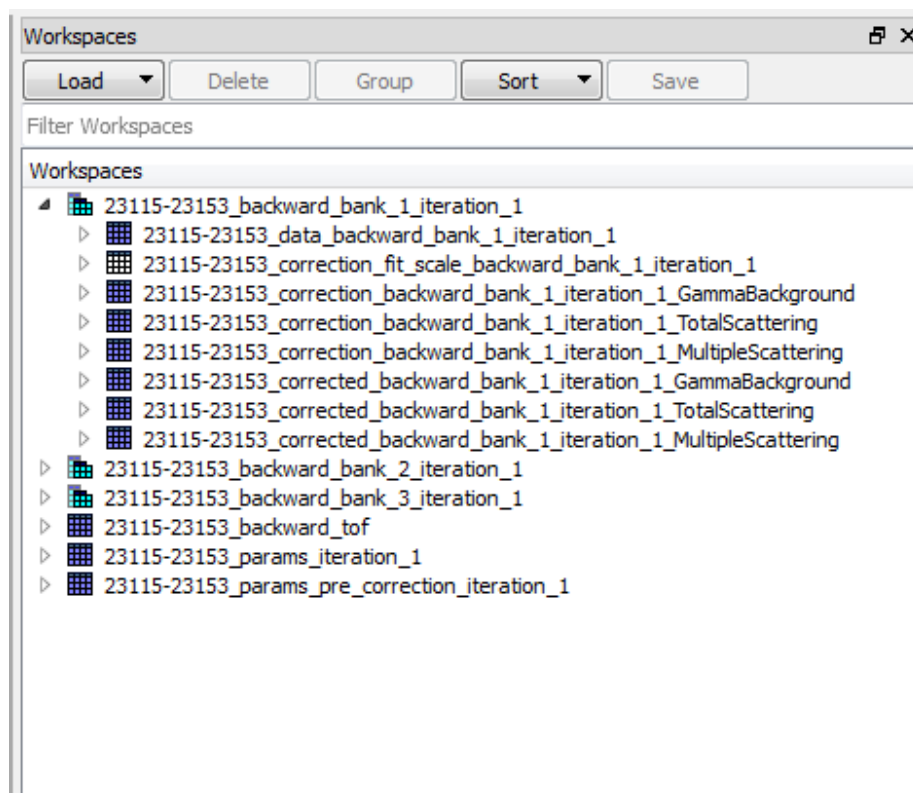 Workspaces
Load Delete Group Sort Save
Filter Workspaces
Workspaces
23115-23153_backward_bank_1_iteration_1
23115-23153_data_backward_bank_1_iteration_1
23115-23153_correction_fit_scale_backward_bank_1_iteration_1
23115-23153_correction_backward_bank_1_iteration_1_GammaBackground
23115-23153_correction_backward_bank_1_iteration_1_TotalScattering
23115-23153_correction_backward_bank_1_iteration_1_MultipleScattering
23115-23153_corrected_backward_bank_1_iteration_1_GammaBackground
23115-23153_corrected_backward_bank_1_iteration_1_TotalScattering
23115-23153_corrected_backward_bank_1_iteration_1_MultipleScattering
23115-23153_backward_bank_2_iteration_1
23115-23153_backward_bank_3_iteration_1
23115-23153_backward_tof
23115-23153_params_iteration_1
23115-23153_params_pre_correction_iteration_1